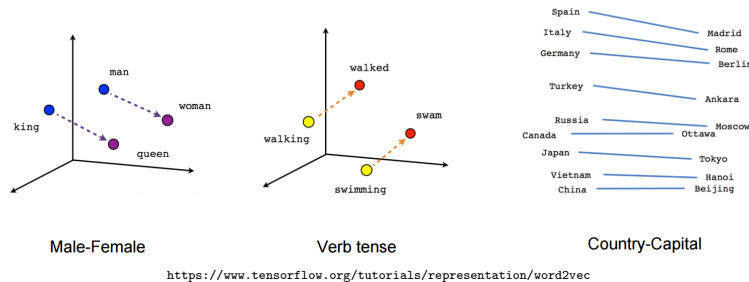 man
woman
king
queen
Male-Female
walked
swam
walking
swimming
Verb tense
Spain
Madrid
Italy
Rome
Germany
Berlin
Turkey
Ankara
Russia
Moscow
Canada
Ottawa
Japan
Tokyo
Vietnam
Hanoi
China
Beijing
Country-Capital
https://www.tensorflow.org/tutorials/representation/word2vec